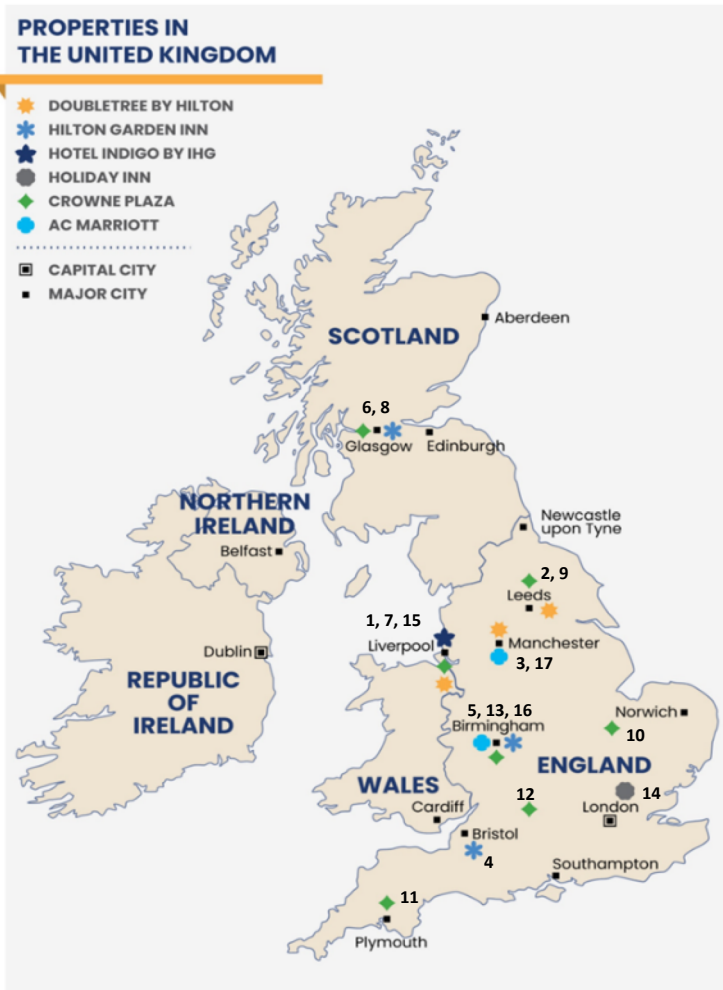 PROPERTIES IN
THE UNITED KINGDOM
DOUBLETREE BY HILTON
HILTON GARDEN INN
HOTEL INDIGO BY IHG
HOLIDAY INN
CROWNE PLAZA
AC MARRIOTT
CAPITAL CITY
MAJOR CITY
Aberdeen
SCOTLAND
6, 8
Glasgow
Edinburgh
NORTHERN
IRELAND
Belfast
Newcastle
upon Tyne
2, 9
Leeds
1, 7, 15
Liverpool
Manchester
3, 17
Dublin
REPUBLIC
OF
IRELAND
5, 13, 16
Birmingham
Norwich
10
ENGLAND
WALES
14
12
London
Cardiff
Bristol
4
Southampton
11
Plymouth